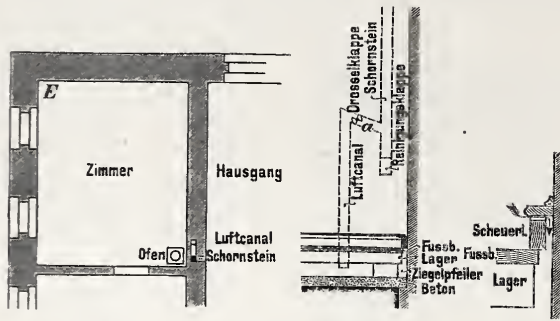 E
Zimmer
Hausgang
Ofen
Luftcanal
Schornstein
Luftcanal
Drosselklappe
a
Schornstein
Reinigungsklappe
Fussb.
Lager
Ziegelpfeiler
Beton
Scheuerl.
Fussb.
Lager